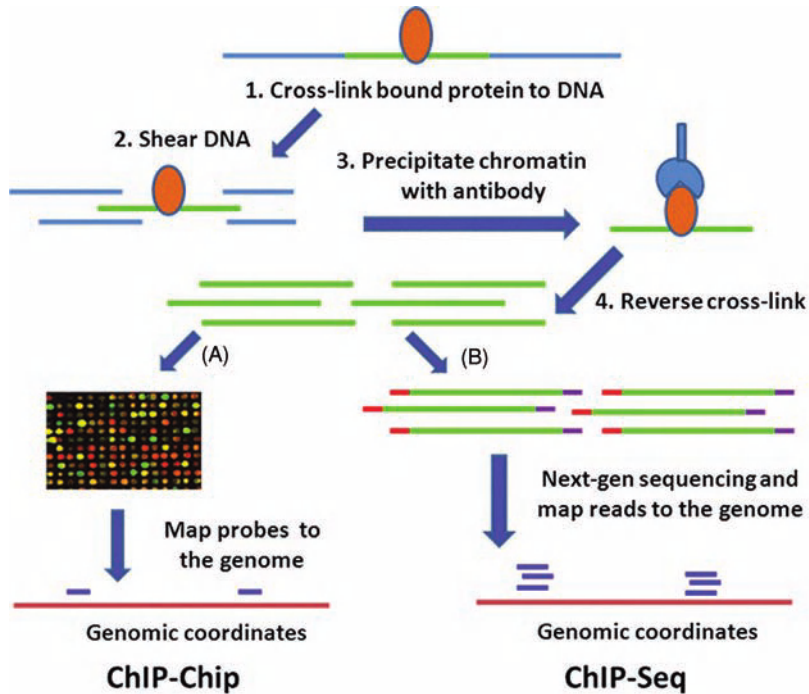 1. Cross-link bound protein to DNA
2. Shear DNA
3. Precipitate chromatin
with antibody
4. Reverse cross-link
(A)
(B)
Map probes to
the genome
Next-gen sequencing and
map reads to the genome
Genomic coordinates
Genomic coordinates
ChIP-Chip
ChIP-Seq